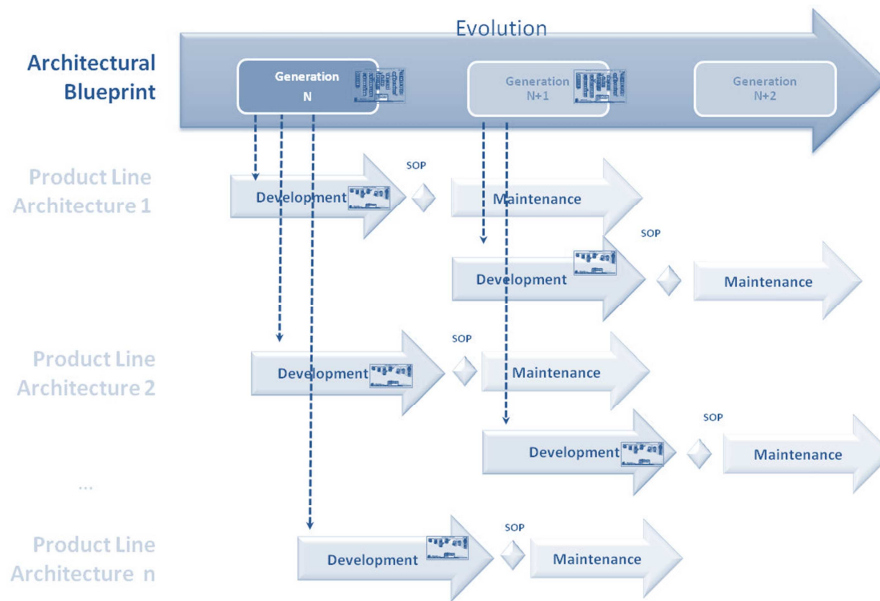 Evolution
Architectural
Blueprint
Generation
N
Generation
N+1
Generation
N+2
Product Line
Architecture 1
Development
SOP
Maintenance
SOP
Development
Maintenance
Product Line
Architecture 2
Development
SOP
Maintenance
SOP
Development
Maintenance
...
Product Line
Architecture n
Development
SOP
Maintenance